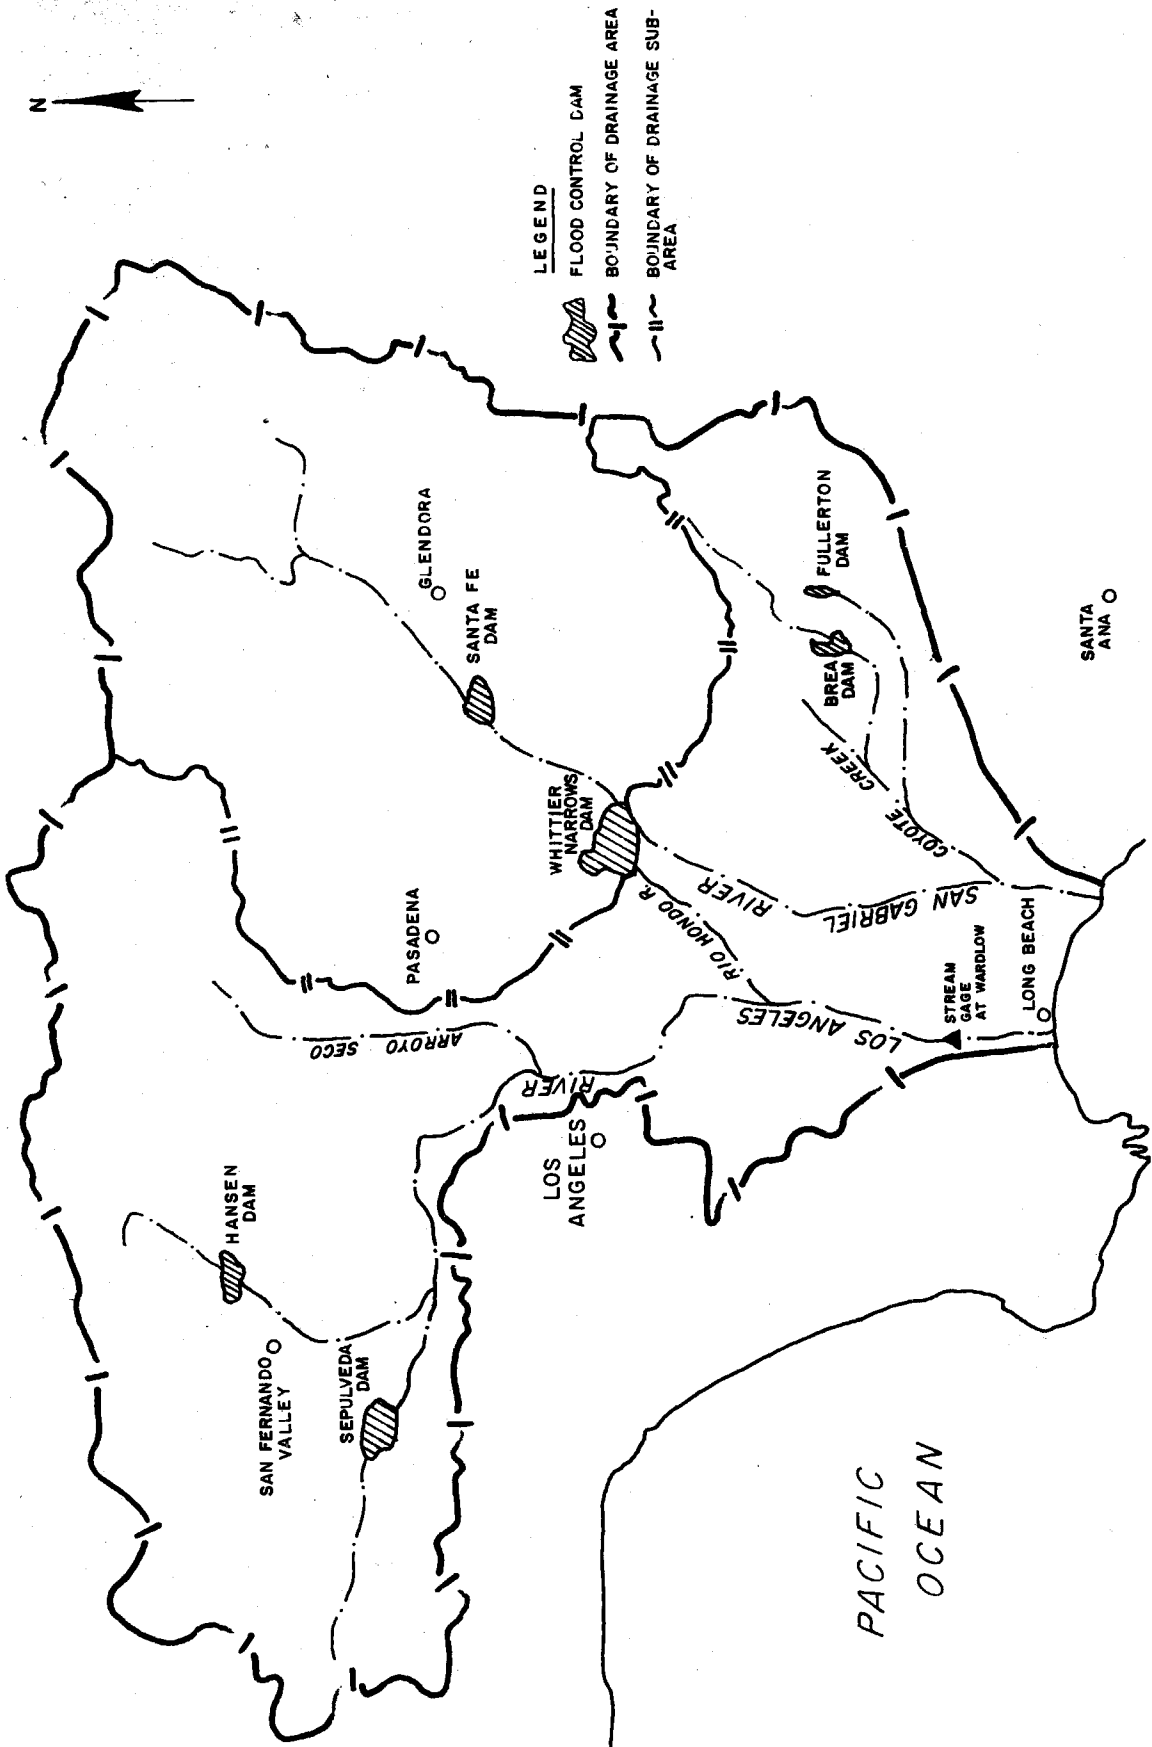 N
LEGEND
FLOOD CONTROL DAM
BOUNDARY OF DRAINAGE AREA
BOUNDARY OF DRAINAGE SUB-
AREA
HANSEN
DAM
SAN FERNANDO
VALLEY
SEPULVEDA
DAM
ARROYO SECO
PASADENA
GLENDORA
SANTA FE
DAM
WHITTIER
NARROWS
DAM
LOS
ANGELES
RIVER
RIO HONDO R.
LOS ANGELES
RIVER
SAN GABRIEL
COYOTE
CREEK
BREA
DAM
FULLERTON
DAM
STREAM
GAGE
AT WARDLOW
LONG BEACH
SANTA
ANA
PACIFIC
OCEAN